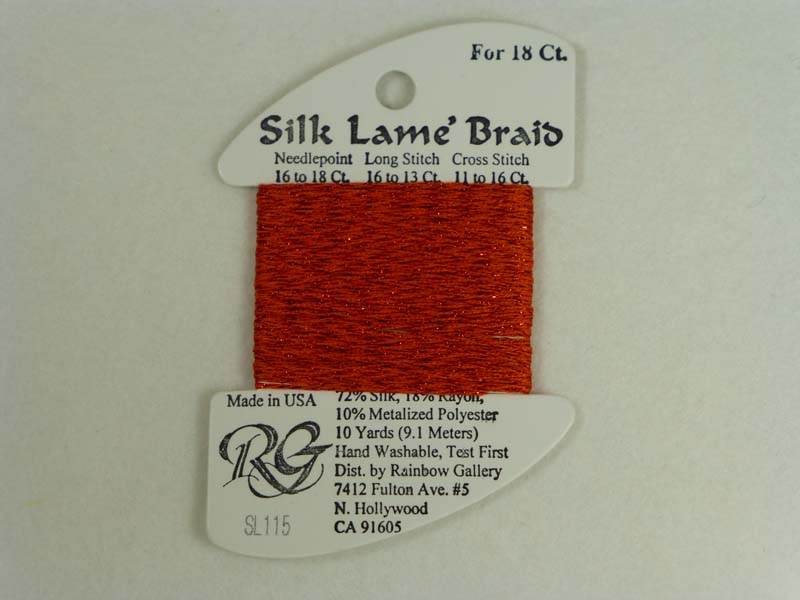 For 18 Ct.
Silk Lame' Braid
Needlepoint Long Stitch Cross Stitch
16 to 18 Ct. 16 to 13 Ct. 11 to 16 Ct.
Made in USA
72% Silk, 18% Rayon,
10% Metalized Polyester
10 Yards (9.1 Meters)
Hand Washable, Test First
Dist. by Rainbow Gallery
7412 Fulton Ave. #5
N. Hollywood
CA 91605
RG
SL115